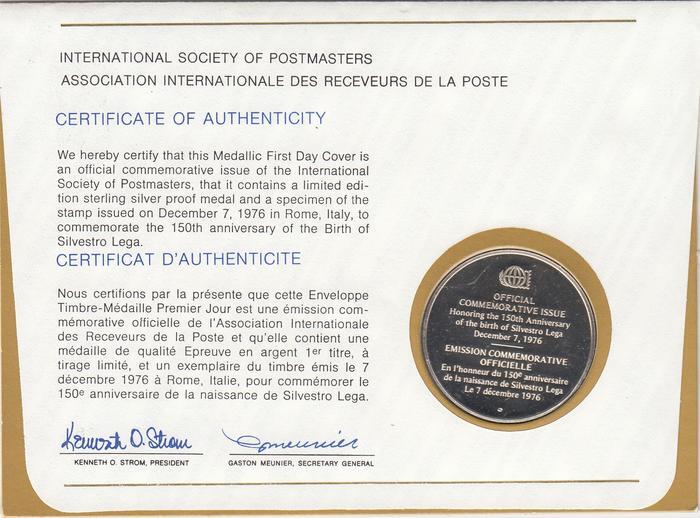 INTERNATIONAL SOCIETY OF POSTMASTERS
ASSOCIATION INTERNATIONALE DES RECEVEURS DE LA POSTE
CERTIFICATE OF AUTHENTICITY
We hereby certify that this Medallic First Day Cover is
an official commemorative issue of the International
Society of Postmasters, that it contains a limited edi-
tion sterling silver proof medal and a specimen of the
stamp issued on December 7, 1976 in Rome, Italy, to
commemorate the 150th anniversary of the Birth of
Silvestro Lega.
CERTIFICAT D'AUTHENTICITE
Nous certifions par la présente que cette Enveloppe
Timbre-Médaille Premier Jour est une émission com-
mémorative officielle de l'Association Internationale
des Receveurs de la Poste et qu'elle contient une
médaille de qualité Epreuve en argent 1er titre, à
tirage limité, et un exemplaire du timbre émis le 7
décembre 1976 à Rome, Italie, pour commémorer le
150e anniversaire de la naissance de Silvestro Lega.
Kenneth O. Strom
G Meunier
KENNETH O. STROM, PRESIDENT
GASTON MEUNIER, SECRETARY GENERAL
OFFICIAL
COMMEMORATIVE ISSUE
Honoring the 150th Anniversary
of the birth of Silvestro Lega
December 7, 1976
EMISSION COMMEMORATIVE
OFFICIELLE
En l'honneur du 150e anniversaire
de la naissance de Silvestro Lega
Le 7 décembre 1976